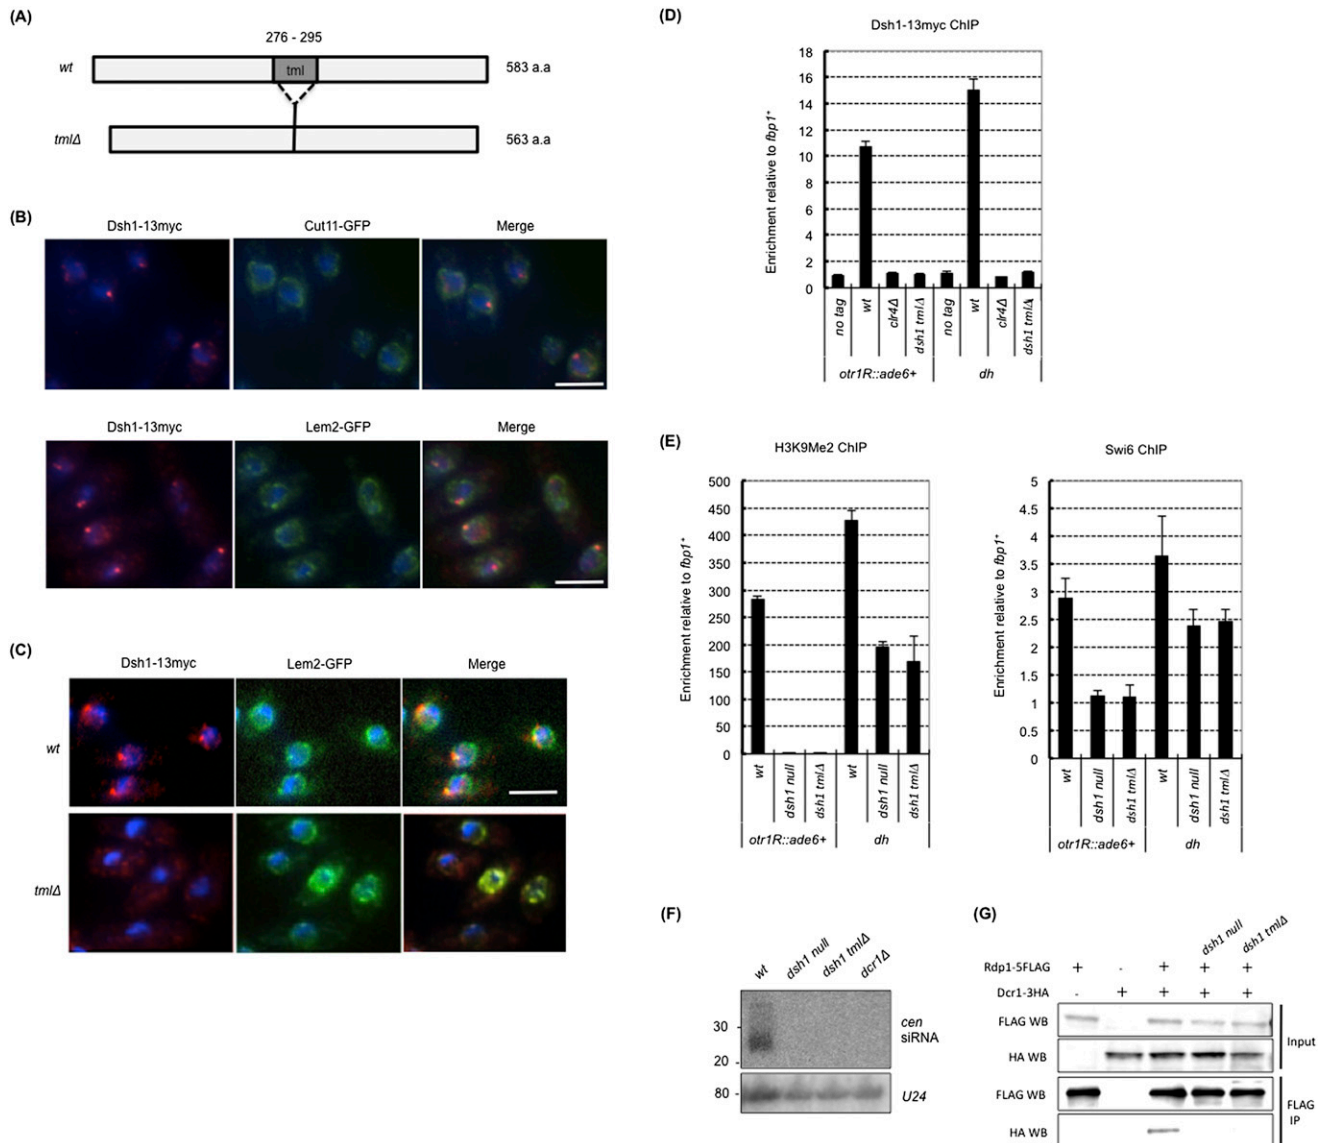 (A)
276 - 295
wt
tml
583 a.a
tmlΔ
563 a.a
(B)
Dsh1-13myc
Cut11-GFP
Merge
Dsh1-13myc
Lem2-GFP
Merge
(C)
Dsh1-13myc
Lem2-GFP
Merge
wt
tmlΔ
(D)
Dsh1-13myc ChIP
Enrichment relative to fbp1⁺
18
16
14
12
10
8
6
4
2
0
no tag
wt
clr4Δ
dsh1 tmlΔ
no tag
wt
clr4Δ
dsh1 tmlΔ
otr1R::ade6+
dh
(E)
H3K9Me2 ChIP
Enrichment relative to fbp1⁺
500
450
400
350
300
250
200
150
100
50
0
wt
dsh1 null
dsh1 tmlΔ
wt
dsh1 null
dsh1 tmlΔ
otr1R::ade6+
dh
Swi6 ChIP
Enrichment relative to fbp1⁺
5
4.5
4
3.5
3
2.5
2
1.5
1
0.5
0
wt
dsh1 null
dsh1 tmlΔ
wt
dsh1 null
dsh1 tmlΔ
otr1R::ade6+
dh
(F)
wt
dsh1 null
dsh1 tmlΔ
dcr1Δ
30 -
20 -
cen
siRNA
80 -
U24
(G)
dsh1 null
dsh1 tmlΔ
Rdp1-5FLAG + - + + +
Dcr1-3HA - + + + +
FLAG WB
HA WB
Input
FLAG WB
HA WB
FLAG
IP